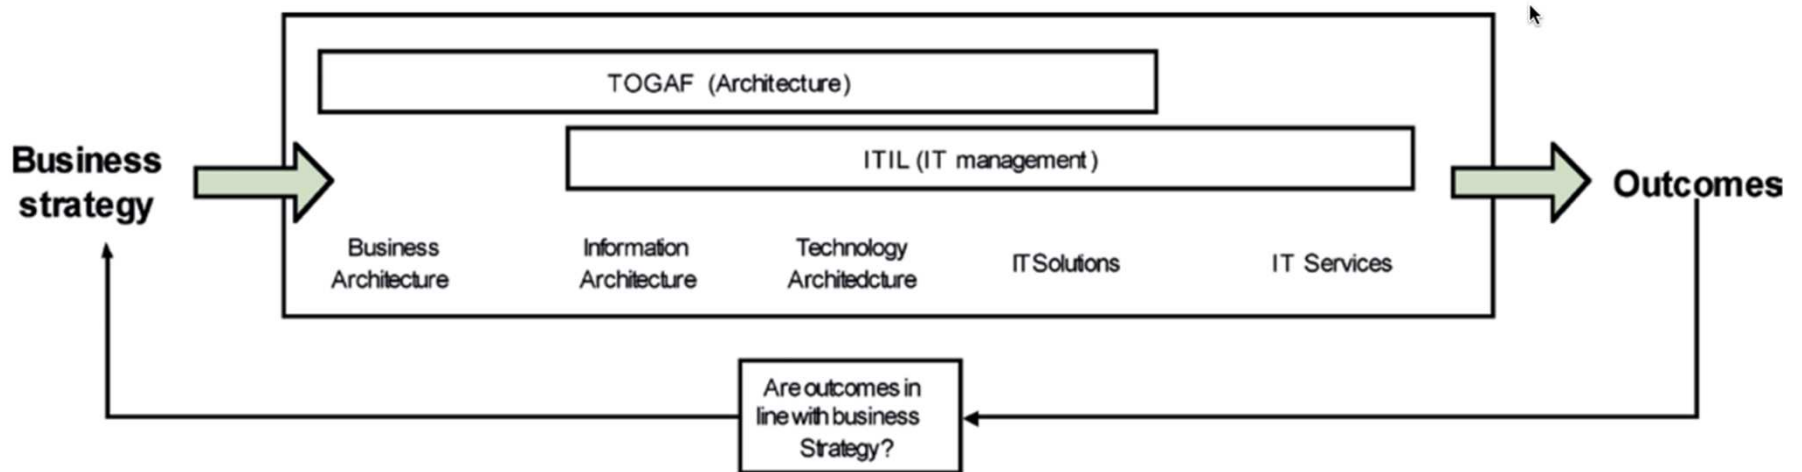 TOGAF (Architecture)
ITIL (IT management)
Business
strategy
Outcomes
Business
Architecture
Information
Architecture
Technology
Architedcture
IT Solutions
IT Services
Are outcomes in
line with business
Strategy?